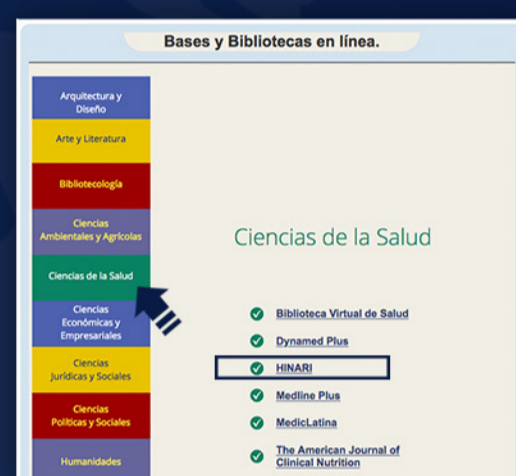 Bases y Bibliotecas en línea.
Arquitectura y
Diseño
Arte y Literatura
Bibliotecología
Ciencias
Ambientales y Agrícolas
Ciencias de la Salud
Ciencias
Económicas y
Empresariales
Ciencias
Jurídicas y Sociales
Ciencias
Políticas y Sociales
Humanidades
Ciencias de la Salud
Biblioteca Virtual de Salud
Dynamed Plus
HINARI
Medline Plus
MedicLatina
The American Journal of
Clinical Nutrition